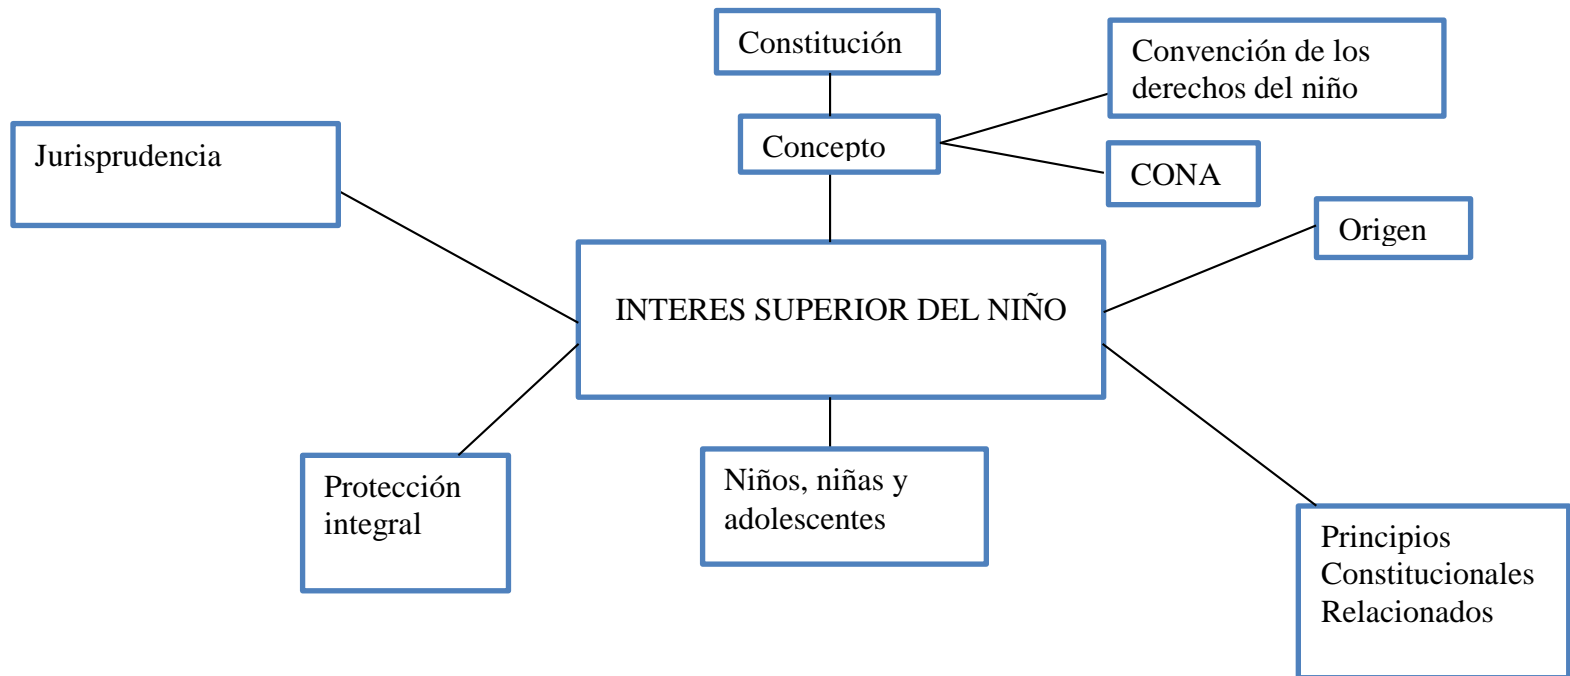 Constitución
Convención de los
derechos del niño
Jurisprudencia
Concepto
CONA
Origen
INTERES SUPERIOR DEL NIÑO
Protección
integral
Niños, niñas y
adolescentes
Principios
Constitucionales
Relacionados